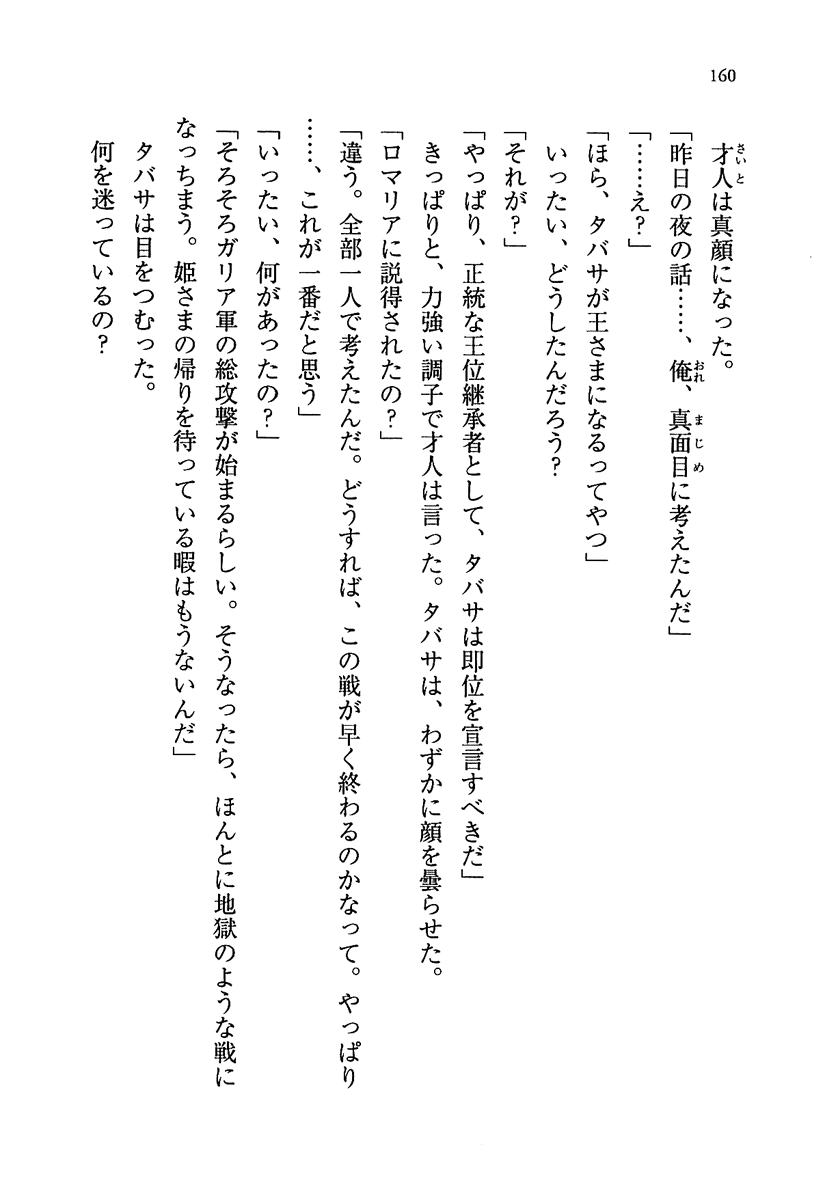 160
才人は真顔になった。
「昨日の夜の話……、俺、真面目に考えたんだ」
「……え？」
「ほら、タバサが王さまになるってやつ」
いったい、どうしたんだろう？
「それが？」
「やっぱり、正統な王位継承者として、タバサは即位を宣言すべきだ」
きっぱりと、力強い調子で才人は言った。タバサは、わずかに顔を曇らせた。
「ロマリアに説得されたの？」
「違う。全部一人で考えたんだ。どうすれば、この戦が早く終わるのかなって。やっぱり
……、これが一番だと思う」
「いったい、何があったの？」
「そろそろガリア軍の総攻撃が始まるらしい。そうなったら、ほんとに地獄のような戦に
なっちまう。姫さまの帰りを待っている暇はもうないんだ」
タバサは目をつむった。
何を迷っているの？